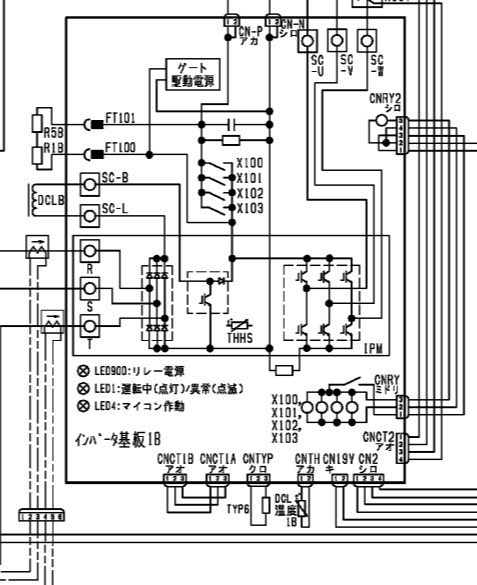 CN-P
アカ
CN-N
シロ
ゲート
駆動電源
SC
-U
SC
-V
SC
-W
CNRY2
シロ
FT101
R5B
R1B
FT100
X100
X101
X102
X103
SC-B
DCLB
SC-L
R
S
T
THHS
IPM
LED900:リレー電源
LED1:運転中(点灯)/異常(点滅)
LED4:マイコン作動
X100,
X101,
X102,
X103
CNRY
ミドリ
インバータ基板1B
CNCT2
アオ
CNCT1B
アオ
CNCT1A
アオ
CNTYP
クロ
CNTH
アカ
CN19V
キ
CN2
シロ
TYP6
DCL
温度
1B